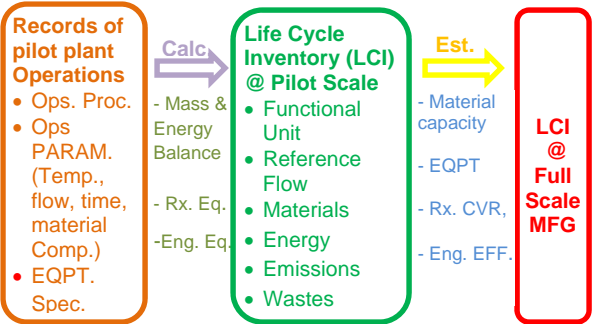 Records of
pilot plant
Operations
• Ops. Proc.
• Ops
PARAM.
(Temp.,
flow, time,
material
Comp.)
• EQPT.
Spec.
Calc
- Mass &
Energy
Balance
- Rx. Eq.
-Eng. Eq.
Life Cycle
Inventory (LCI)
@ Pilot Scale
• Functional
Unit
• Reference
Flow
• Materials
• Energy
• Emissions
• Wastes
Est.
- Material
capacity
- EQPT
- Rx. CVR,
- Eng. EFF.
LCI
@
Full
Scale
MFG